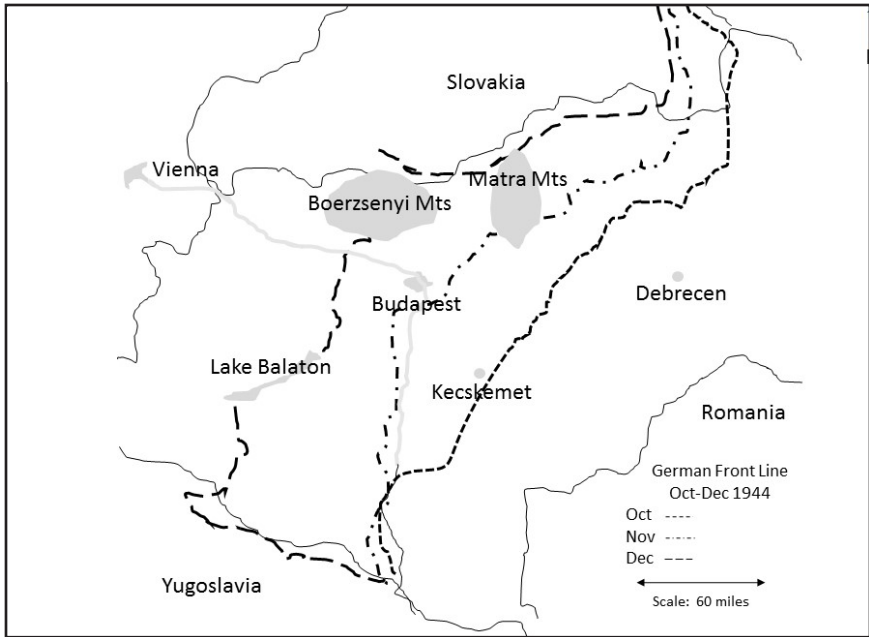 Slovakia
Vienna
Matra Mts
Boerzsenyi Mts
Debrecen
Budapest
Lake Balaton
Kecskemet
Romania
German Front Line
Oct-Dec 1944
Oct
Nov
Dec
Yugoslavia
Scale: 60 miles